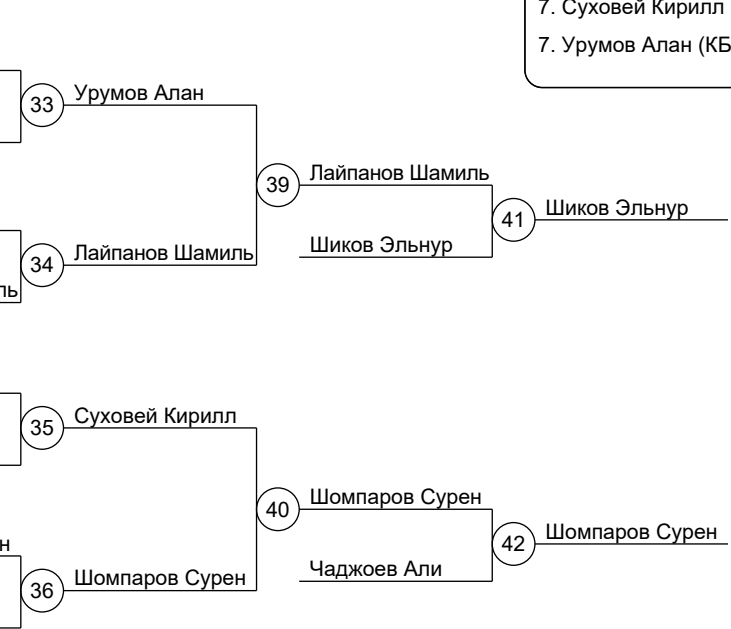 7. Суховей Кирилл
7. Урумов Алан (КБ
33 Урумов Алан
39 Лайпанов Шамиль
41 Шиков Эльнур
Шиков Эльнур
34 Лайпанов Шамиль
ль
35 Суховей Кирилл
40 Шомпаров Сурен
42 Шомпаров Сурен
н
Чаджоев Али
36 Шомпаров Сурен